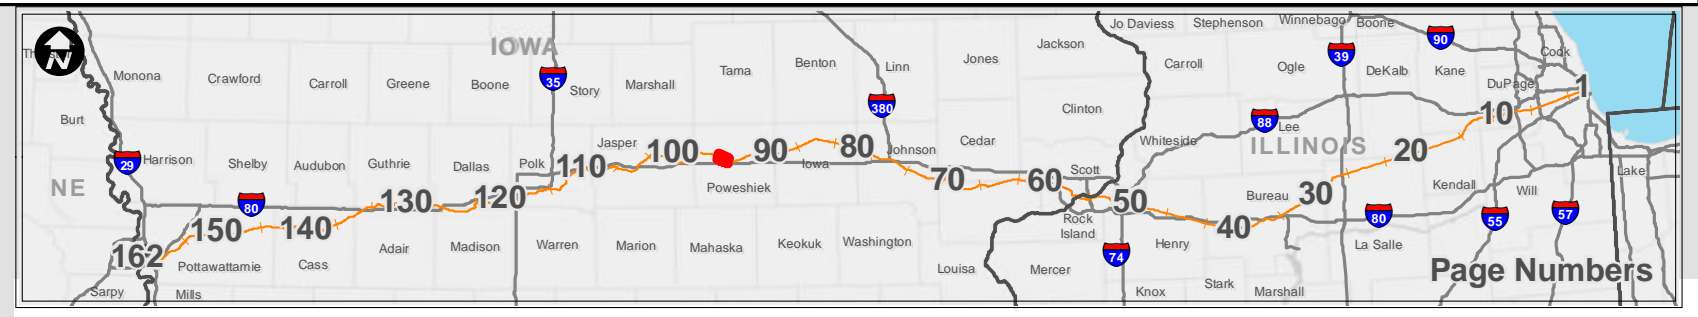 Jo Daviess
Stephenson
Winnebago
Boone
N
IOWA
Jackson
39
90
Cook
Monona
Crawford
Carroll
Greene
Boone
35
Story
Marshall
Tama
Benton
Linn
Jones
Carroll
Ogle
DeKalb
Kane
DuPage
1
Burt
380
Clinton
88
Lee
10
29
Harrison
Shelby
Audubon
Guthrie
Dallas
Polk
110
Jasper
100
90
Iowa
80
Johnson
Cedar
Whiteside
ILLINOIS
20
NE
80
130
120
Poweshiek
70
60
Scott
50
Bureau
30
Kendall
Will
Lake
162
150
140
Rock
Island
40
80
55
57
Pottawattamie
Cass
Adair
Madison
Warren
Marion
Mahaska
Keokuk
Washington
Louisa
Mercer
74
Henry
La Salle
Sarpy
Mills
Knox
Stark
Marshall
Page Numbers